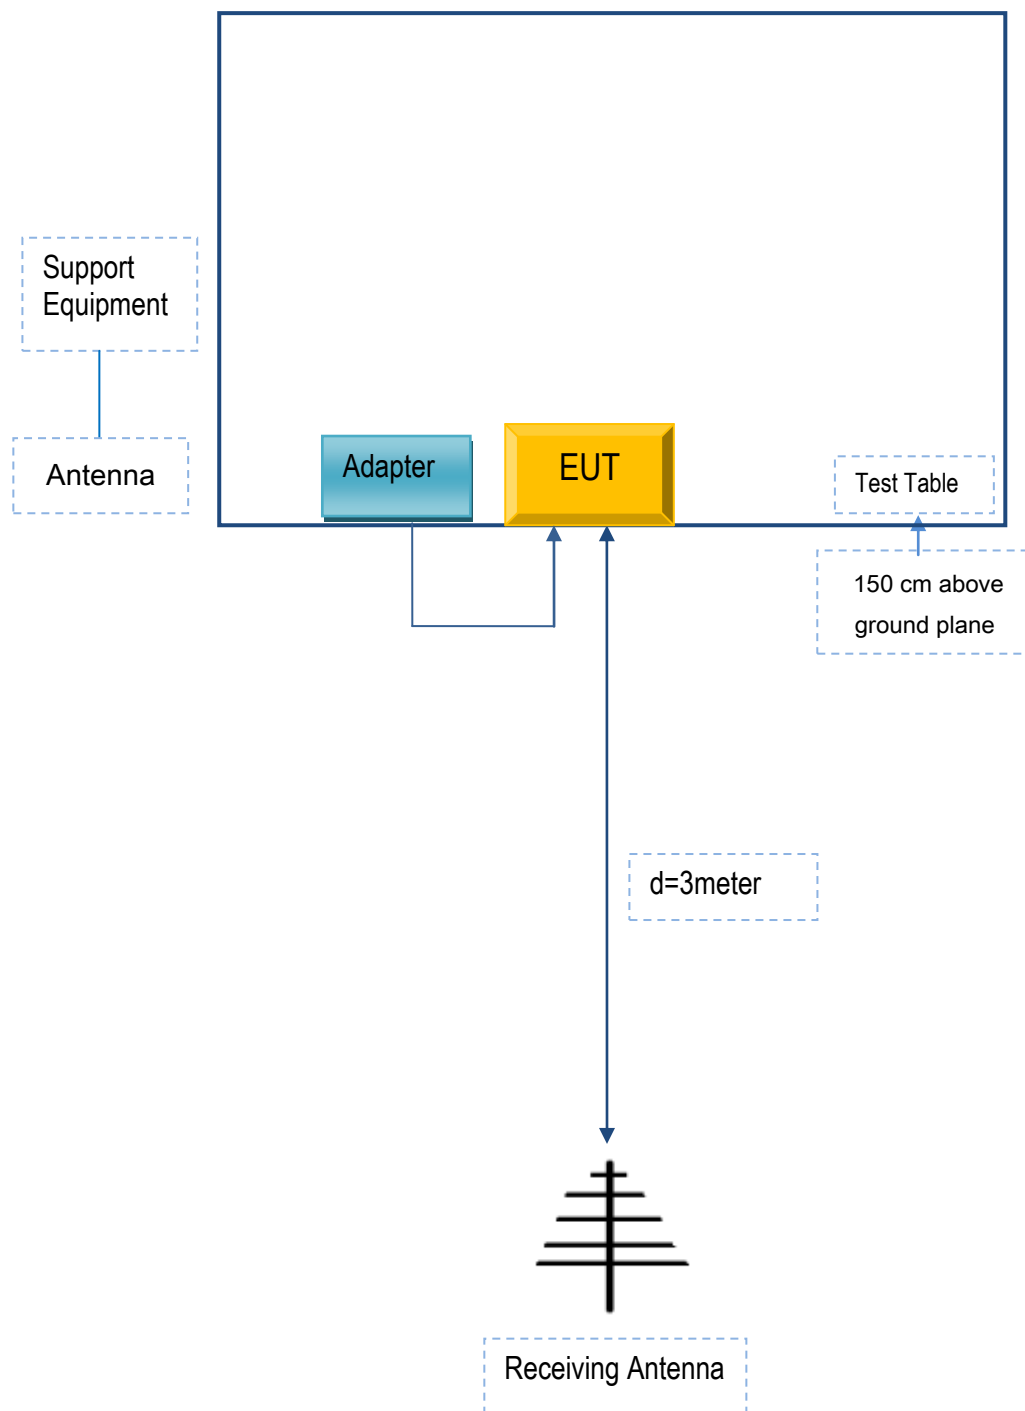 Support
Equipment
Antenna
Adapter
EUT
Test Table
150 cm above
ground plane
d=3meter
Receiving Antenna